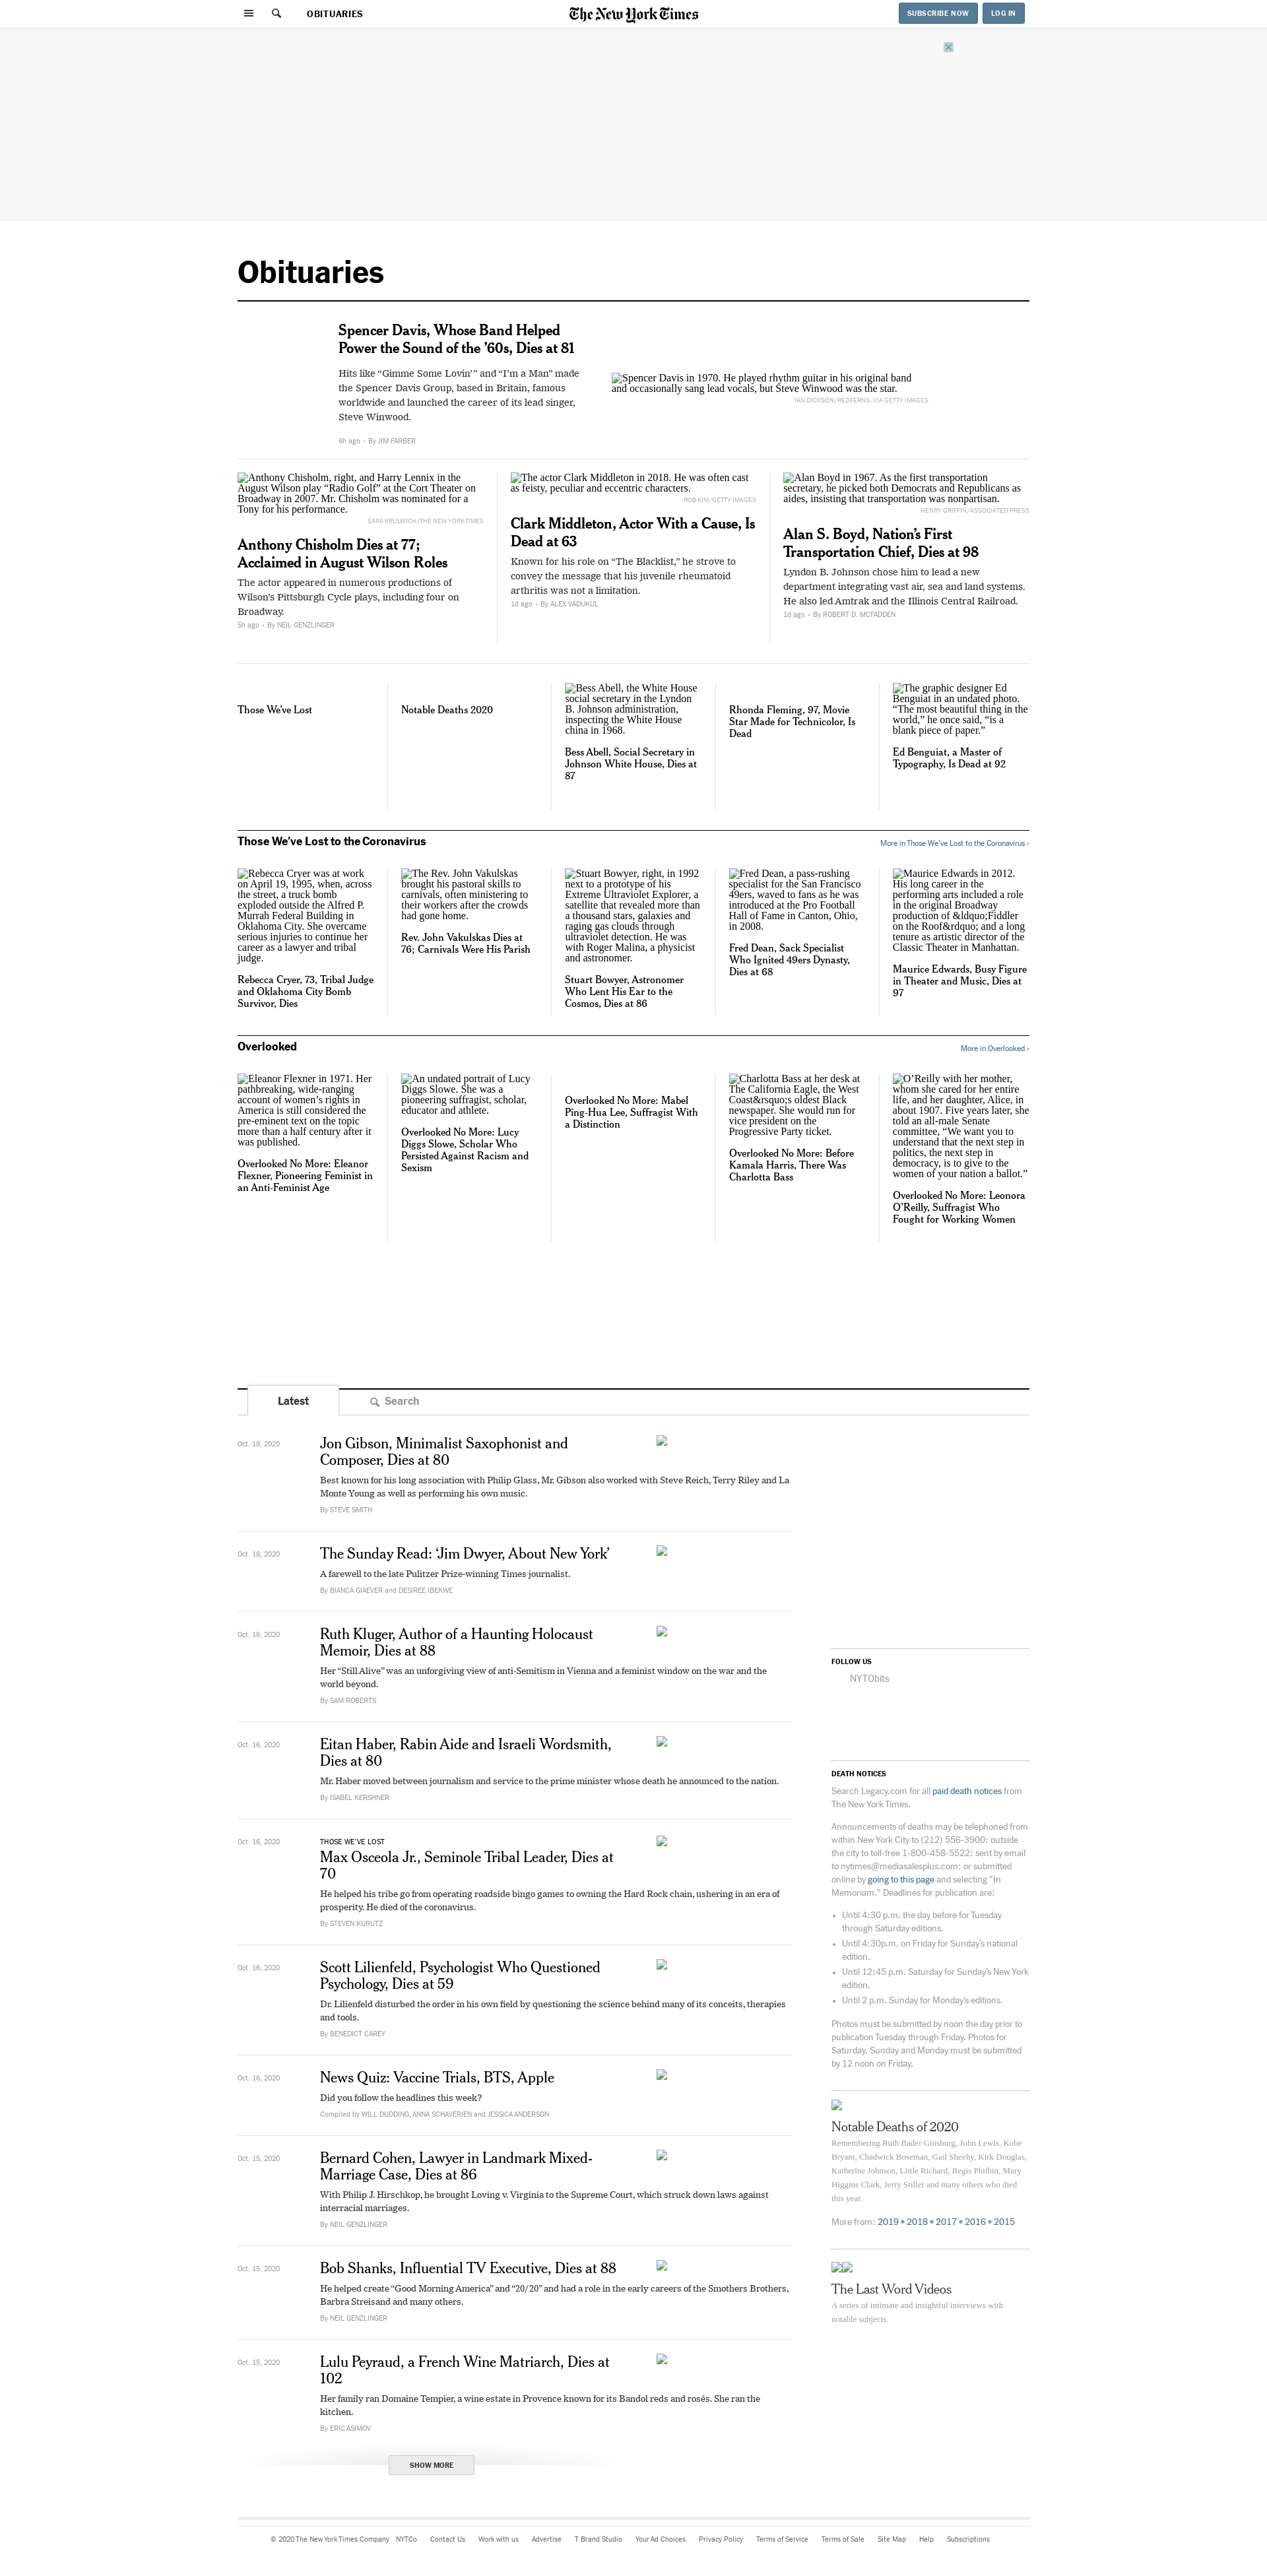 OBITUARIES
The New York Times
SUBSCRIBE NOW
LOG IN
Obituaries
Spencer Davis, Whose Band Helped
Power the Sound of the ’60s, Dies at 81
Hits like “Gimme Some Lovin’” and “I’m a Man” made
the Spencer Davis Group, based in Britain, famous
worldwide and launched the career of its lead singer,
Steve Winwood.
6h ago • By JIM FARBER
Spencer Davis in 1970. He played rhythm guitar in his original band
and occasionally sang lead vocals, but Steve Winwood was the star.
IAN DICKSON/REDFERNS, VIA GETTY IMAGES
Anthony Chisholm, right, and Harry Lennix in the
August Wilson play “Radio Golf” at the Cort Theater on
Broadway in 2007. Mr. Chisholm was nominated for a
Tony for his performance.
SARA KRULWICH/THE NEW YORK TIMES
Anthony Chisholm Dies at 77;
Acclaimed in August Wilson Roles
The actor appeared in numerous productions of
Wilson’s Pittsburgh Cycle plays, including four on
Broadway.
5h ago • By NEIL GENZLINGER
The actor Clark Middleton in 2018. He was often cast
as feisty, peculiar and eccentric characters.
ROB KIM/GETTY IMAGES
Clark Middleton, Actor With a Cause, Is
Dead at 63
Known for his role on “The Blacklist,” he strove to
convey the message that his juvenile rheumatoid
arthritis was not a limitation.
1d ago • By ALEX VADUKUL
Alan Boyd in 1967. As the first transportation
secretary, he picked both Democrats and Republicans as
aides, insisting that transportation was nonpartisan.
HENRY GRIFFIN/ASSOCIATED PRESS
Alan S. Boyd, Nation’s First
Transportation Chief, Dies at 98
Lyndon B. Johnson chose him to lead a new
department integrating vast air, sea and land systems.
He also led Amtrak and the Illinois Central Railroad.
1d ago • By ROBERT D. MCFADDEN
Those We’ve Lost
Notable Deaths 2020
Bess Abell, the White House
social secretary in the Lyndon
B. Johnson administration,
inspecting the White House
china in 1968.
Bess Abell, Social Secretary in
Johnson White House, Dies at
87
Rhonda Fleming, 97, Movie
Star Made for Technicolor, Is
Dead
The graphic designer Ed
Benguiat in an undated photo.
“The most beautiful thing in the
world,” he once said, “is a
blank piece of paper.”
Ed Benguiat, a Master of
Typography, Is Dead at 92
Those We’ve Lost to the Coronavirus
More in Those We’ve Lost to the Coronavirus ›
Rebecca Cryer was at work
on April 19, 1995, when, across
the street, a truck bomb
exploded outside the Alfred P.
Murrah Federal Building in
Oklahoma City. She overcame
serious injuries to continue her
career as a lawyer and tribal
judge.
Rebecca Cryer, 73, Tribal Judge
and Oklahoma City Bomb
Survivor, Dies
The Rev. John Vakulskas
brought his pastoral skills to
carnivals, often ministering to
their workers after the crowds
had gone home.
Rev. John Vakulskas Dies at
76; Carnivals Were His Parish
Stuart Bowyer, right, in 1992
next to a prototype of his
Extreme Ultraviolet Explorer, a
satellite that revealed more than
a thousand stars, galaxies and
raging gas clouds through
ultraviolet detection. He was
with Roger Malina, a physicist
and astronomer.
Stuart Bowyer, Astronomer
Who Lent His Ear to the
Cosmos, Dies at 86
Fred Dean, a pass-rushing
specialist for the San Francisco
49ers, waved to fans as he was
introduced at the Pro Football
Hall of Fame in Canton, Ohio,
in 2008.
Fred Dean, Sack Specialist
Who Ignited 49ers Dynasty,
Dies at 68
Maurice Edwards in 2012.
His long career in the
performing arts included a role
in the original Broadway
production of &ldquo;Fiddler
on the Roof&rdquo; and a long
tenure as artistic director of the
Classic Theater in Manhattan.
Maurice Edwards, Busy Figure
in Theater and Music, Dies at
97
Overlooked
More in Overlooked ›
Eleanor Flexner in 1971. Her
pathbreaking, wide-ranging
account of women’s rights in
America is still considered the
pre-eminent text on the topic
more than a half century after it
was published.
Overlooked No More: Eleanor
Flexner, Pioneering Feminist in
an Anti-Feminist Age
An undated portrait of Lucy
Diggs Slowe. She was a
pioneering suffragist, scholar,
educator and athlete.
Overlooked No More: Lucy
Diggs Slowe, Scholar Who
Persisted Against Racism and
Sexism
Overlooked No More: Mabel
Ping-Hua Lee, Suffragist With
a Distinction
Charlotta Bass at her desk at
The California Eagle, the West
Coast&rsquo;s oldest Black
newspaper. She would run for
vice president on the
Progressive Party ticket.
Overlooked No More: Before
Kamala Harris, There Was
Charlotta Bass
O’Reilly with her mother,
whom she cared for her entire
life, and her daughter, Alice, in
about 1907. Five years later, she
told an all-male Senate
committee, “We want you to
understand that the next step in
politics, the next step in
democracy, is to give to the
women of your nation a ballot.”
Overlooked No More: Leonora
O’Reilly, Suffragist Who
Fought for Working Women
Latest
Search
Oct. 19, 2020
Jon Gibson, Minimalist Saxophonist and
Composer, Dies at 80
Best known for his long association with Philip Glass, Mr. Gibson also worked with Steve Reich, Terry Riley and La
Monte Young as well as performing his own music.
By STEVE SMITH
Oct. 18, 2020
The Sunday Read: ‘Jim Dwyer, About New York’
A farewell to the late Pulitzer Prize-winning Times journalist.
By BIANCA GIAEVER and DESIREE IBEKWE
Oct. 16, 2020
Ruth Kluger, Author of a Haunting Holocaust
Memoir, Dies at 88
Her “Still Alive” was an unforgiving view of anti-Semitism in Vienna and a feminist window on the war and the
world beyond.
By SAM ROBERTS
Oct. 16, 2020
Eitan Haber, Rabin Aide and Israeli Wordsmith,
Dies at 80
Mr. Haber moved between journalism and service to the prime minister whose death he announced to the nation.
By ISABEL KERSHNER
Oct. 16, 2020
THOSE WE’VE LOST
Max Osceola Jr., Seminole Tribal Leader, Dies at
70
He helped his tribe go from operating roadside bingo games to owning the Hard Rock chain, ushering in an era of
prosperity. He died of the coronavirus.
By STEVEN KURUTZ
Oct. 16, 2020
Scott Lilienfeld, Psychologist Who Questioned
Psychology, Dies at 59
Dr. Lilienfeld disturbed the order in his own field by questioning the science behind many of its conceits, therapies
and tools.
By BENEDICT CAREY
Oct. 16, 2020
News Quiz: Vaccine Trials, BTS, Apple
Did you follow the headlines this week?
Compiled by WILL DUDDING, ANNA SCHAVERIEN and JESSICA ANDERSON
Oct. 15, 2020
Bernard Cohen, Lawyer in Landmark Mixed-
Marriage Case, Dies at 86
With Philip J. Hirschkop, he brought Loving v. Virginia to the Supreme Court, which struck down laws against
interracial marriages.
By NEIL GENZLINGER
Oct. 15, 2020
Bob Shanks, Influential TV Executive, Dies at 88
He helped create “Good Morning America” and “20/20” and had a role in the early careers of the Smothers Brothers,
Barbra Streisand and many others.
By NEIL GENZLINGER
Oct. 15, 2020
Lulu Peyraud, a French Wine Matriarch, Dies at
102
Her family ran Domaine Tempier, a wine estate in Provence known for its Bandol reds and rosés. She ran the
kitchen.
By ERIC ASIMOV
SHOW MORE
FOLLOW US
NYTObits
DEATH NOTICES
Search Legacy.com for all paid death notices from
The New York Times.
Announcements of deaths may be telephoned from
within New York City to (212) 556-3900; outside
the city to toll-free 1-800-458-5522; sent by email
to nytimes@mediasalesplus.com; or submitted
online by going to this page and selecting "In
Memoriam." Deadlines for publication are:
• Until 4:30 p.m. the day before for Tuesday
through Saturday editions.
• Until 4:30p.m. on Friday for Sunday’s national
edition.
• Until 12:45 p.m. Saturday for Sunday’s New York
edition.
• Until 2 p.m. Sunday for Monday’s editions.
Photos must be submitted by noon the day prior to
publication Tuesday through Friday. Photos for
Saturday, Sunday and Monday must be submitted
by 12 noon on Friday.
Notable Deaths of 2020
Remembering Ruth Bader Ginsburg, John Lewis, Kobe
Bryant, Chadwick Boseman, Gail Sheehy, Kirk Douglas,
Katherine Johnson, Little Richard, Regis Philbin, Mary
Higgins Clark, Jerry Stiller and many others who died
this year.
More from: 2019 • 2018 • 2017 • 2016 • 2015
The Last Word Videos
A series of intimate and insightful interviews with
notable subjects.
© 2020 The New York Times Company NYTCo Contact Us Work with us Advertise T Brand Studio Your Ad Choices Privacy Policy Terms of Service Terms of Sale Site Map Help Subscriptions